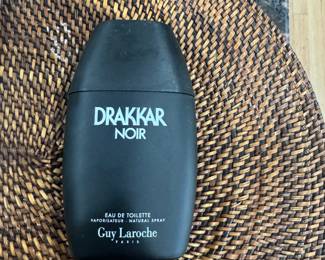 DRAKKAR
NOIR
EAU DE TOILETTE
VAPORISATEUR - NATURAL SPRAY
Guy Laroche
PARIS